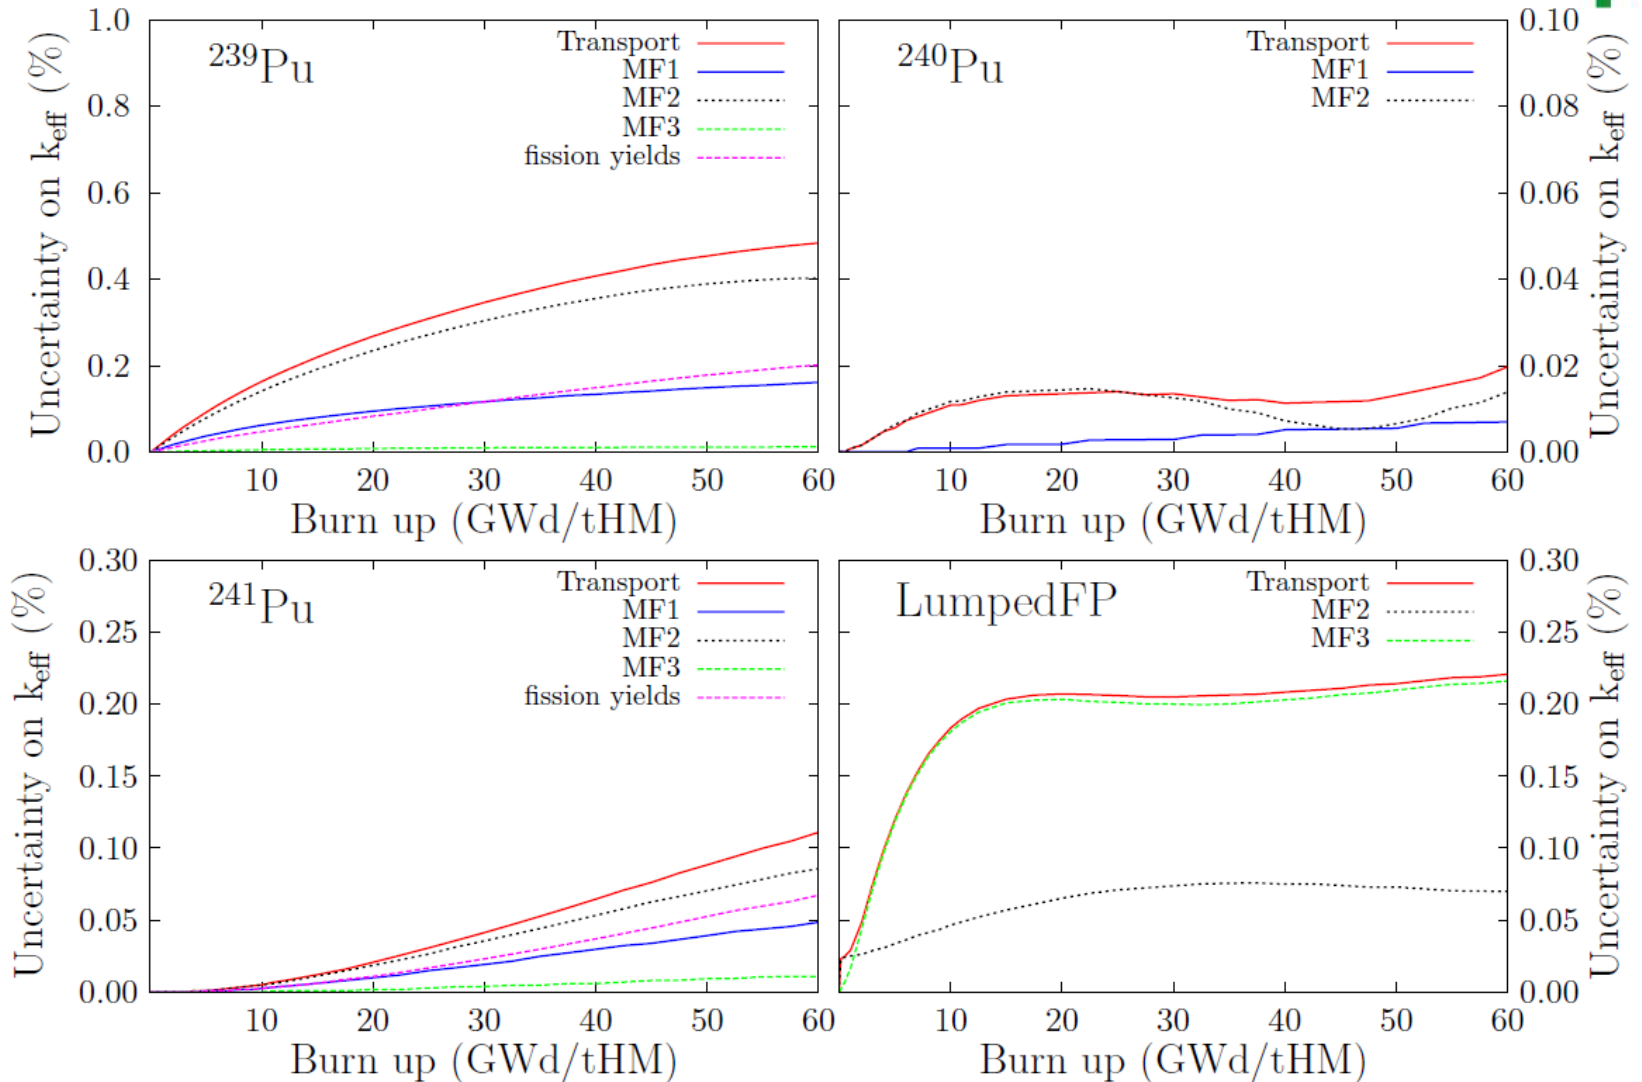 Uncertainty on k_eff (%)
1.0
0.8
0.6
0.4
0.2
0.0
²³⁹Pu
Transport
MF1
MF2
MF3
fission yields
10 20 30 40 50 60
Burn up (GWd/tHM)
²⁴⁰Pu
Transport
MF1
MF2
0.10
0.08
0.06
0.04
0.02
0.00
Uncertainty on k_eff (%)
10 20 30 40 50 60
Burn up (GWd/tHM)
Uncertainty on k_eff (%)
0.30
0.25
0.20
0.15
0.10
0.05
0.00
²⁴¹Pu
Transport
MF1
MF2
MF3
fission yields
10 20 30 40 50 60
Burn up (GWd/tHM)
LumpedFP
Transport
MF2
MF3
0.30
0.25
0.20
0.15
0.10
0.05
0.00
Uncertainty on k_eff (%)
10 20 30 40 50 60
Burn up (GWd/tHM)